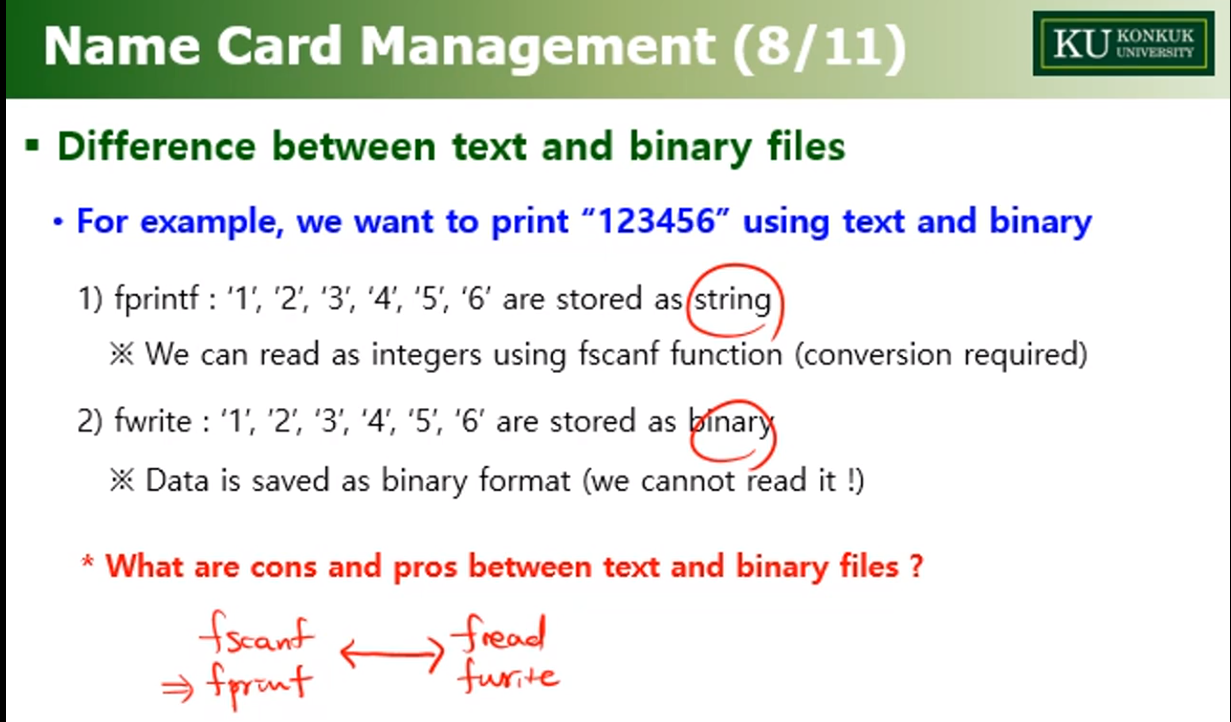 Name Card Management (8/11)
KU KONKUK
UNIVERSITY
▪ Difference between text and binary files
• For example, we want to print “123456” using text and binary
1) fprintf : ‘1’, ‘2’, ‘3’, ‘4’, ‘5’, ‘6’ are stored as string
※ We can read as integers using fscanf function (conversion required)
2) fwrite : ‘1’, ‘2’, ‘3’, ‘4’, ‘5’, ‘6’ are stored as binary
※ Data is saved as binary format (we cannot read it !)
* What are cons and pros between text and binary files ?
fscanf ⟷ fread
⇒ fprint fwrite